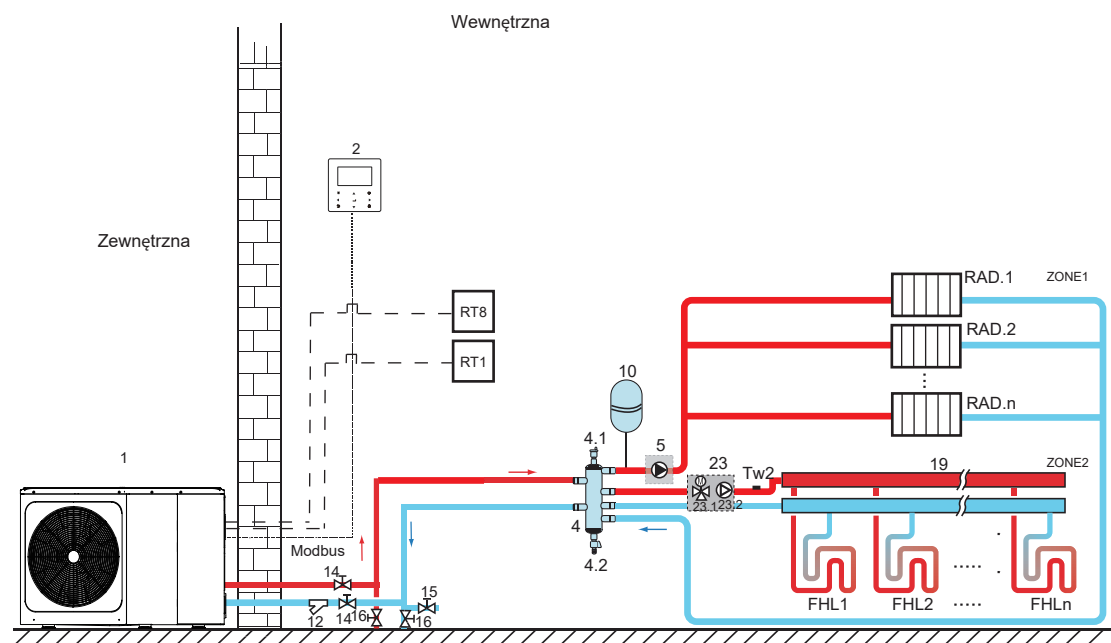 Wewnętrzna
2
Zewnętrzna
RT8
RT1
RAD.1
ZONE1
RAD.2
RAD.n
10
4.1
5
23
Tw2
19
ZONE2
1
23.1
23.2
4
4.2
Modbus
14
15
12
14
16
16
FHL1
FHL2
FHLn